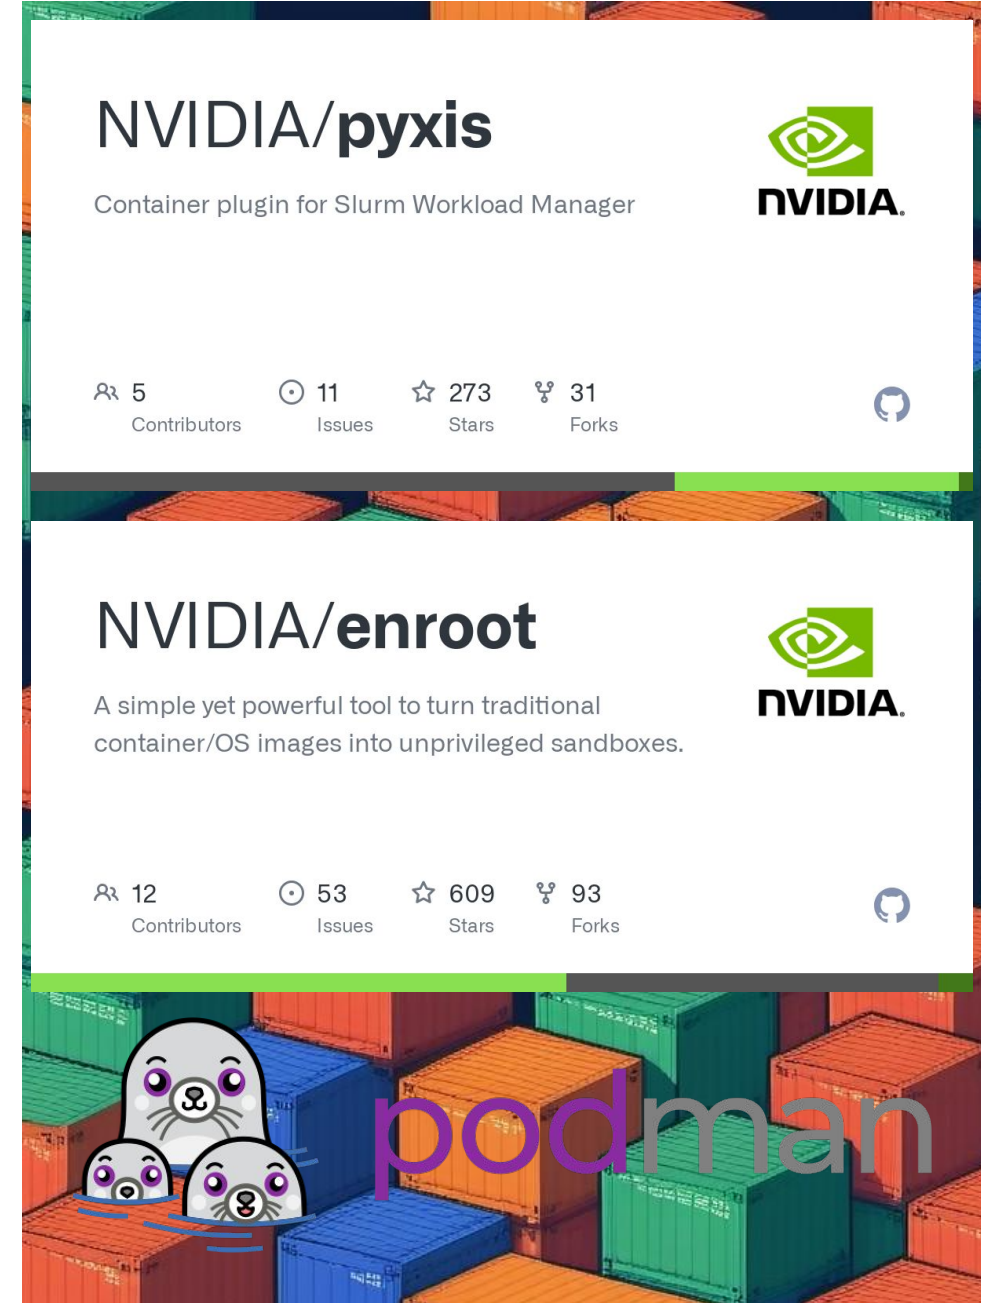 NVIDIA/pyxis
Container plugin for Slurm Workload Manager
NVIDIA.
5
Contributors
11
Issues
273
Stars
31
Forks
NVIDIA/enroot
A simple yet powerful tool to turn traditional
container/OS images into unprivileged sandboxes.
NVIDIA.
12
Contributors
53
Issues
609
Stars
93
Forks
podman